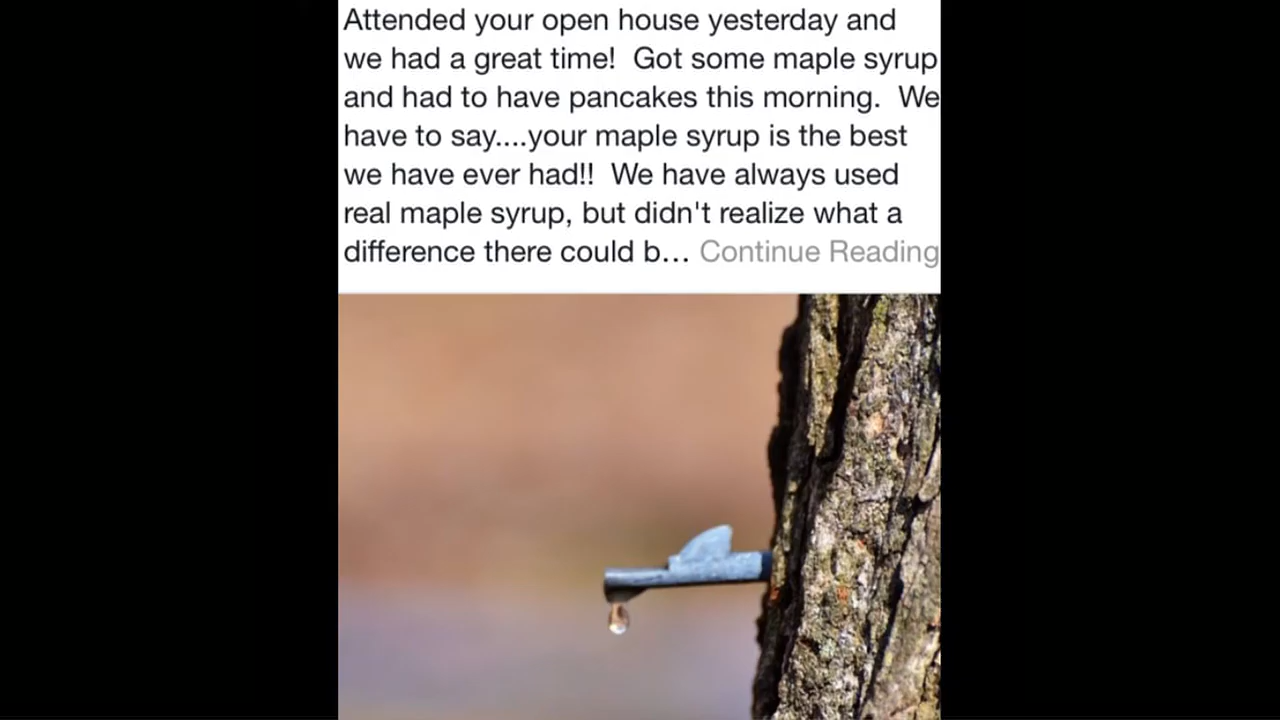 Attended your open house yesterday and
we had a great time!  Got some maple syrup
and had to have pancakes this morning.  We
have to say....your maple syrup is the best
we have ever had!!  We have always used
real maple syrup, but didn't realize what a
difference there could b... Continue Reading